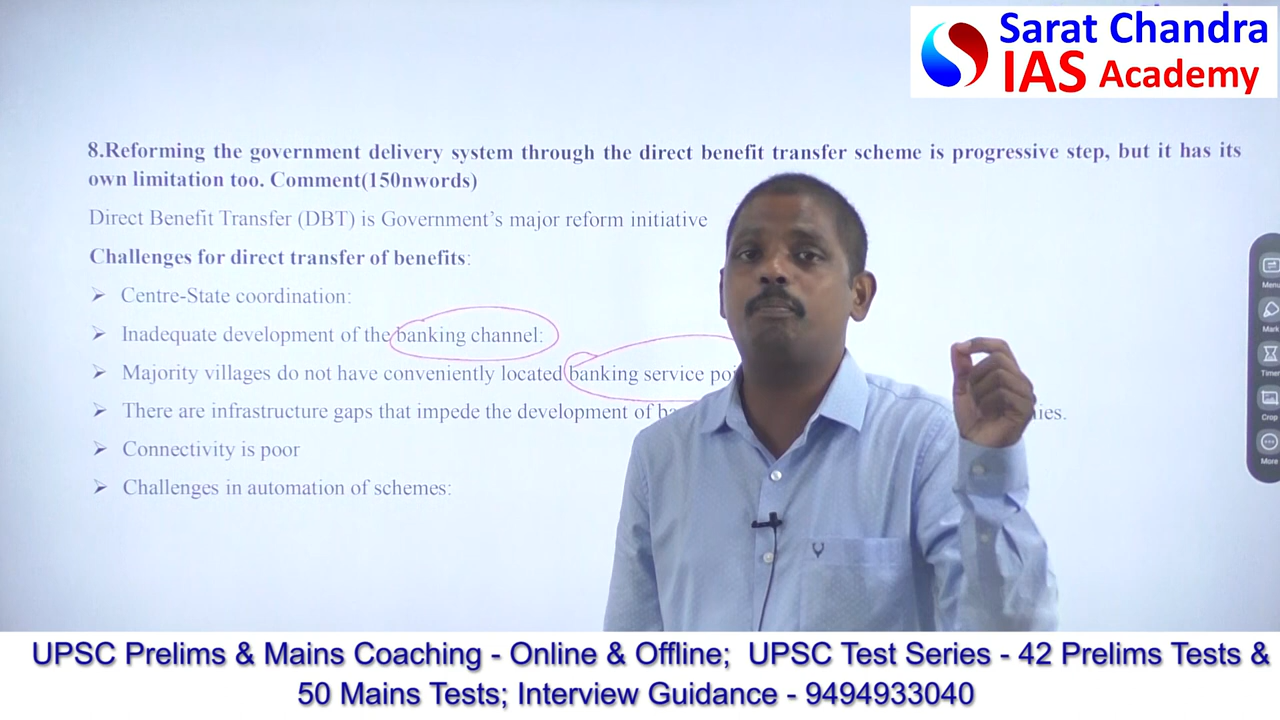 Sarat Chandra
IAS Academy
8.Reforming the government delivery system through the direct benefit transfer scheme is progressive step, but it has its
own limitation too. Comment(150nwords)
Direct Benefit Transfer (DBT) is Government's major reform initiative
Challenges for direct transfer of benefits:
➤ Centre-State coordination:
➤ Inadequate development of the banking channel:
➤ Majority villages do not have conveniently located banking service
➤ There are infrastructure gaps that impede the development of
➤ Connectivity is poor
➤ Challenges in automation of schemes:
Menu
Mark
Timer
Crop
More
UPSC Prelims & Mains Coaching - Online & Offline; UPSC Test Series - 42 Prelims Tests &
50 Mains Tests; Interview Guidance - 9494933040